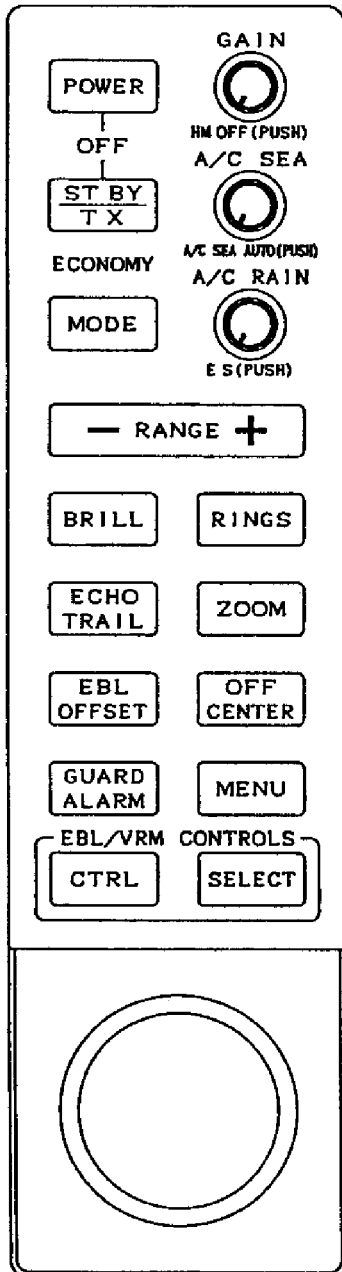 GAIN
POWER
HM OFF (PUSH)
OFF
A/C SEA
ST BY
TX
A/C SEA AUTO(PUSH)
ECONOMY
A/C RAIN
MODE
ES (PUSH)
− RANGE +
BRILL
RINGS
ECHO
TRAIL
ZOOM
EBL
OFFSET
OFF
CENTER
GUARD
ALARM
MENU
EBL/VRM CONTROLS
CTRL
SELECT